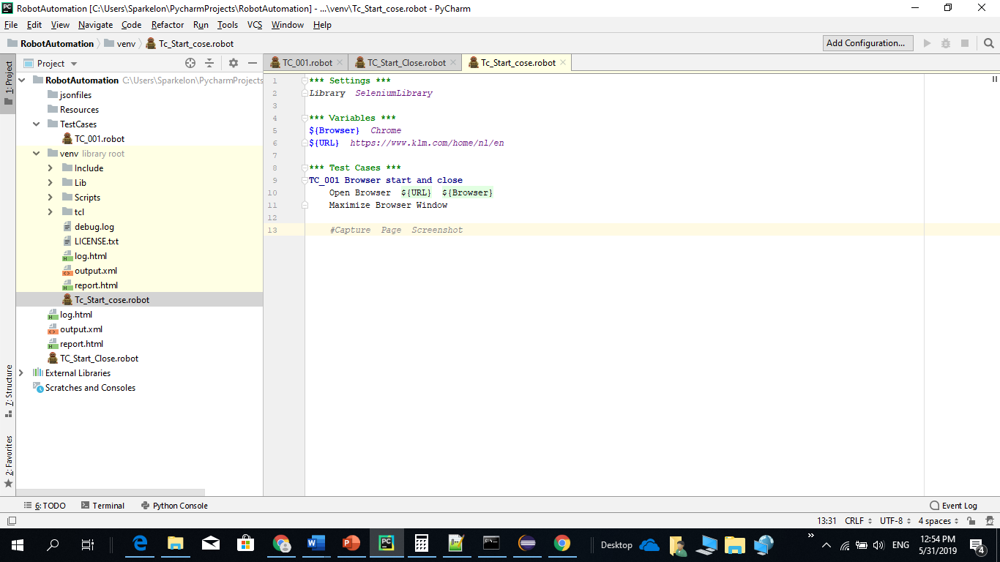 RobotAutomation [C:\Users\Sparkelon\PycharmProjects\RobotAutomation] - ...\venv\Tc_Start_cose.robot - PyCharm
File Edit View Navigate Code Refactor Run Tools VCS Window Help
RobotAutomation venv Tc_Start_cose.robot Add Configuration...
1: Project
Project
RobotAutomation C:\Users\Sparkelon\PycharmProjects
jsonfiles
Resources
TestCases
TC_001.robot
venv library root
Include
Lib
Scripts
tcl
debug.log
LICENSE.txt
log.html
output.xml
report.html
Tc_Start_cose.robot
log.html
output.xml
report.html
TC_Start_Close.robot
External Libraries
Scratches and Consoles
7: Structure
2: Favorites
TC_001.robot TC_Start_Close.robot Tc_Start_cose.robot
1 *** Settings ***
2 Library  SeleniumLibrary
3
4 *** Variables ***
5 ${Browser}  Chrome
6 ${URL}  https://www.klm.com/home/nl/en
7
8 *** Test Cases ***
9 TC_001 Browser start and close
10     Open Browser  ${URL}  ${Browser}
11     Maximize Browser Window
12
13     #Capture  Page  Screenshot
6: TODO Terminal Python Console Event Log
13:31 CRLF UTF-8 4 spaces
Desktop ENG 12:54 PM
5/31/2019 4